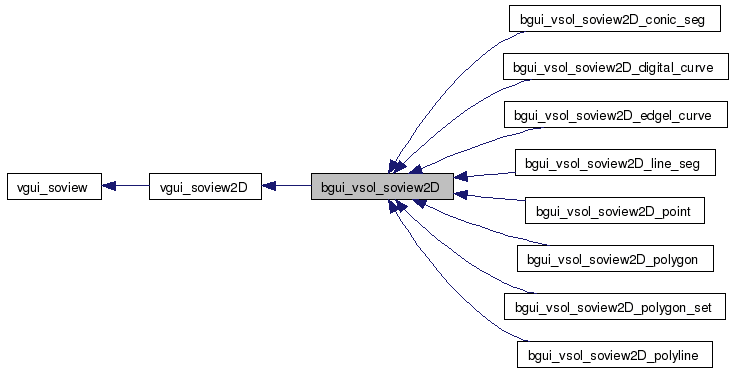 bgui_vsol_soview2D_conic_seg
bgui_vsol_soview2D_digital_curve
bgui_vsol_soview2D_edgel_curve
bgui_vsol_soview2D_line_seg
vgui_soview
vgui_soview2D
bgui_vsol_soview2D
bgui_vsol_soview2D_point
bgui_vsol_soview2D_polygon
bgui_vsol_soview2D_polygon_set
bgui_vsol_soview2D_polyline